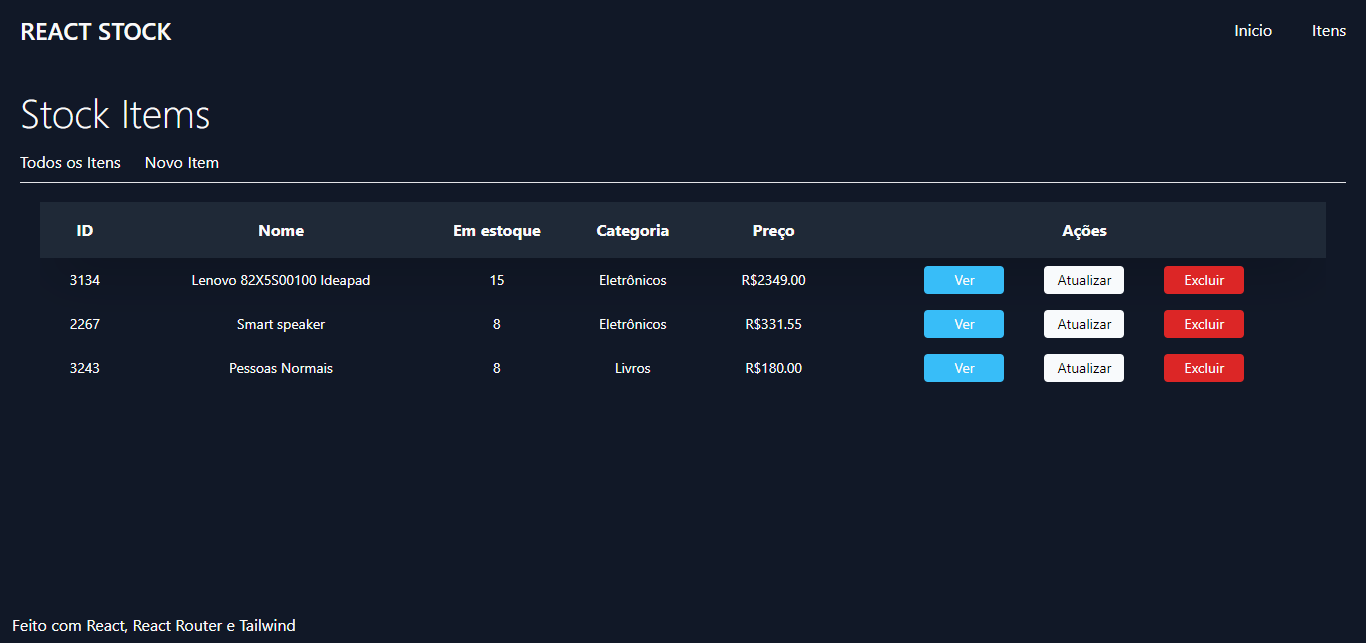 REACT STOCK Inicio Itens
Stock Items
Todos os Itens Novo Item
ID Nome Em estoque Categoria Preço Ações
3134 Lenovo 82X5S00100 Ideapad 15 Eletrônicos R$2349.00 Ver Atualizar Excluir
2267 Smart speaker 8 Eletrônicos R$331.55 Ver Atualizar Excluir
3243 Pessoas Normais 8 Livros R$180.00 Ver Atualizar Excluir
Feito com React, React Router e Tailwind